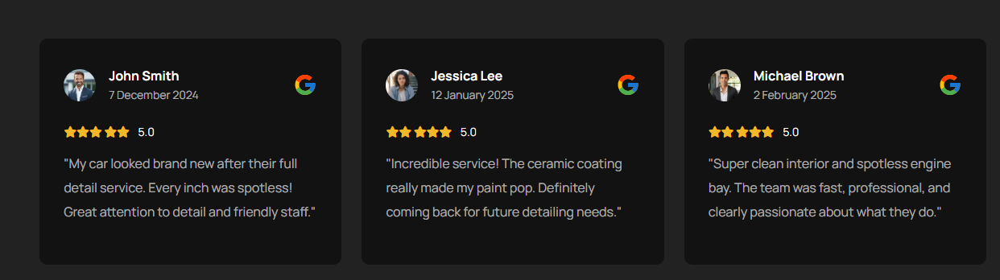 John Smith
7 December 2024
5.0
"My car looked brand new after their full
detail service. Every inch was spotless!
Great attention to detail and friendly staff."
Jessica Lee
12 January 2025
5.0
"Incredible service! The ceramic coating
really made my paint pop. Definitely
coming back for future detailing needs."
Michael Brown
2 February 2025
5.0
"Super clean interior and spotless engine
bay. The team was fast, professional, and
clearly passionate about what they do."